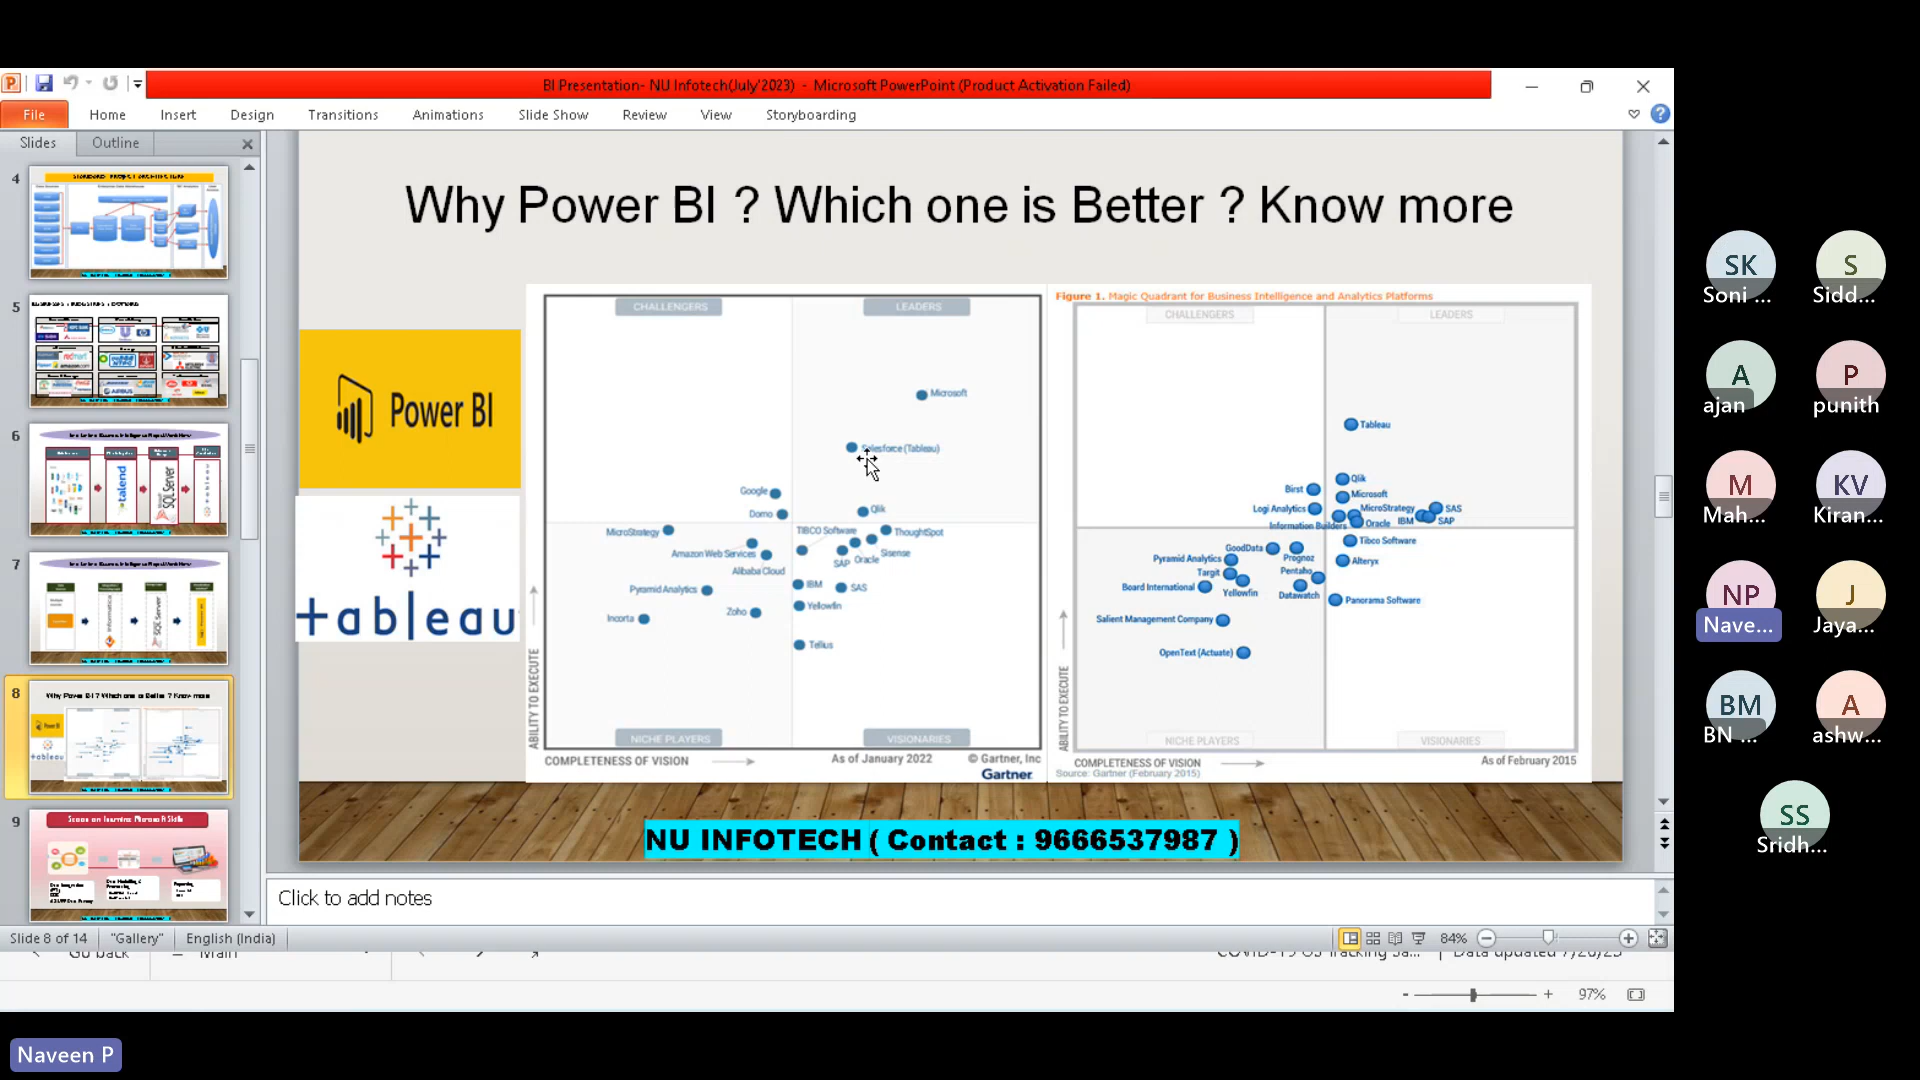 BI Presentation- NU Infotech(July'2023) - Microsoft PowerPoint (Product Activation Failed)
File Home Insert Design Transitions Animations Slide Show Review View Storyboarding
Slides Outline
4
5
6
7
8
9
Why Power BI ? Which one is Better ? Know more
Power BI
+ableau
CHALLENGERS LEADERS
Microsoft
Salesforce (Tableau)
Google
Domo
Qlik
MicroStrategy
TIBCO Software
ThoughtSpot
Amazon Web Services
Sisense
SAP Oracle
Alibaba Cloud
Pyramid Analytics
IBM
SAS
Yellowfin
Zoho
Incorta
Tellius
NICHE PLAYERS VISIONARIES
ABILITY TO EXECUTE
COMPLETENESS OF VISION
As of January 2022 © Gartner, Inc
Gartner
Figure 1. Magic Quadrant for Business Intelligence and Analytics Platforms
CHALLENGERS LEADERS
Tableau
Qlik
Birst
Microsoft
Logi Analytics
MicroStrategy
SAS
Information Builders
Oracle
IBM
SAP
Tibco Software
GoodData
Prognoz
Pyramid Analytics
Alteryx
Targit
Pentaho
Board International
Yellowfin
Datawatch
Panorama Software
Salient Management Company
OpenText (Actuate)
NICHE PLAYERS VISIONARIES
ABILITY TO EXECUTE
COMPLETENESS OF VISION
As of February 2015
Source: Gartner (February 2015)
NU INFOTECH ( Contact : 9666537987 )
Click to add notes
Slide 8 of 14 "Gallery" English (India) 84%
Go back Main
97%
Naveen P
SK
Soni ...
S
Sidd...
A
ajan
P
punith
M
Mah...
KV
Kiran...
NP
Nave...
J
Jaya...
BM
BN ...
A
ashw...
SS
Sridh...